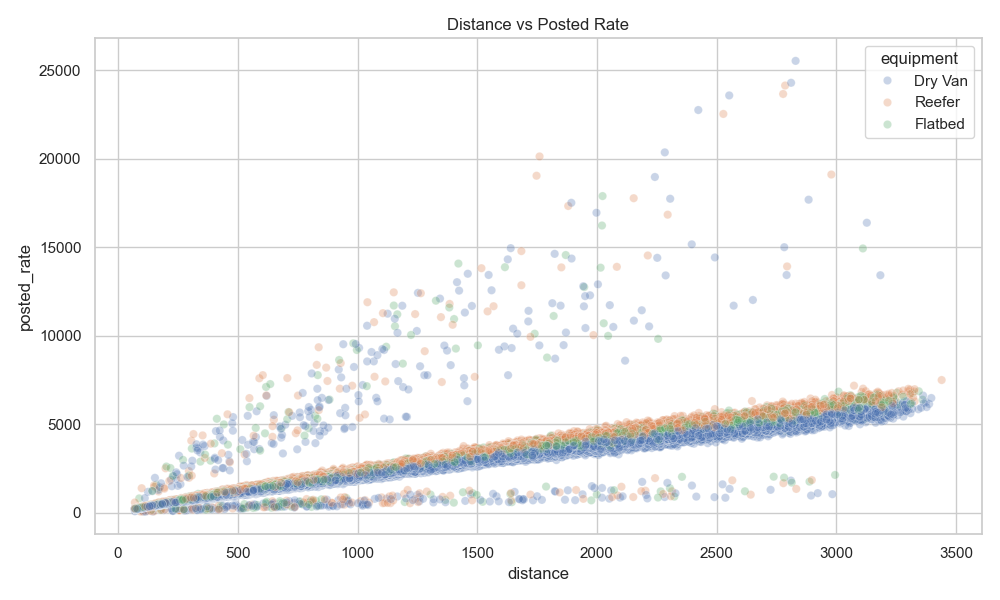 Distance vs Posted Rate
equipment
Dry Van
Reefer
Flatbed
posted_rate
25000
20000
15000
10000
5000
0
0 500 1000 1500 2000 2500 3000 3500
distance